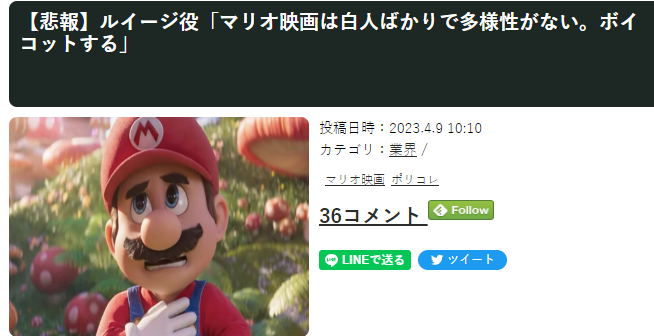 【悲報】ルイージ役「マリオ映画は白人ばかりで多様性がない。ボイ
コットする」
投稿日時：2023.4.9 10:10
カテゴリ：業界 /
マリオ映画 ポリコレ
36コメント Follow
LINEで送る ツイート
M